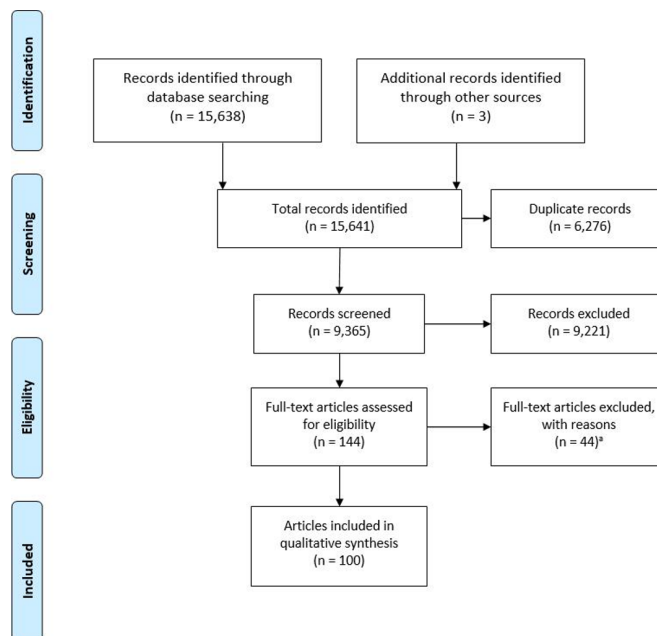 Identification
Records identified through
database searching
(n = 15,638)
Additional records identified
through other sources
(n = 3)
Screening
Total records identified
(n = 15,641)
Duplicate records
(n = 6,276)
Records screened
(n = 9,365)
Records excluded
(n = 9,221)
Eligibility
Full-text articles assessed
for eligibility
(n = 144)
Full-text articles excluded,
with reasons
(n = 44)ᵃ
Included
Articles included in
qualitative synthesis
(n = 100)